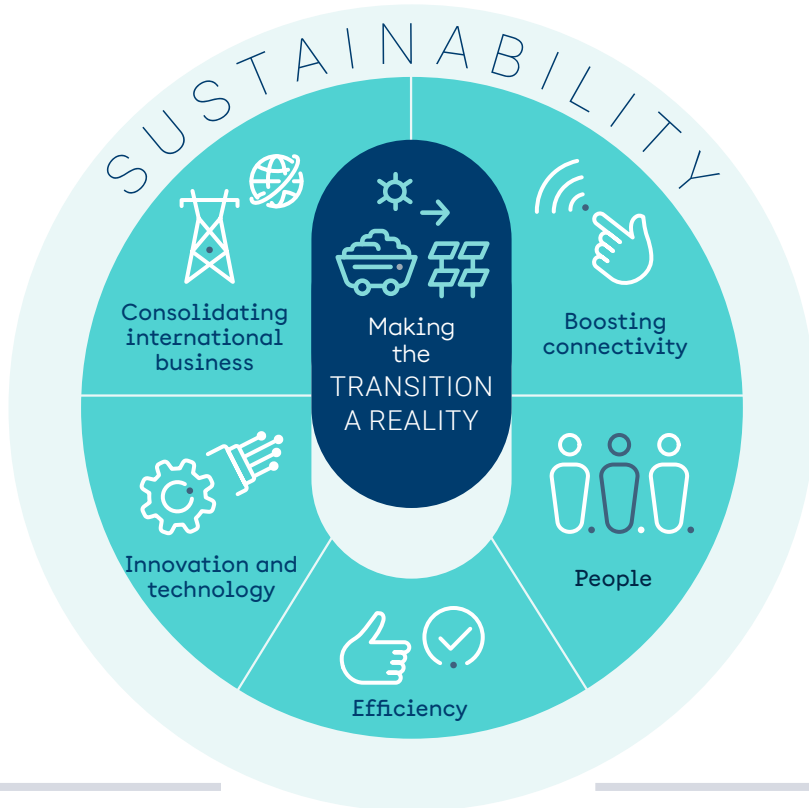 SUSTAINABILITY
Consolidating
international
business
Making
the
TRANSITION
A REALITY
Boosting
connectivity
Innovation and
technology
People
Efficiency